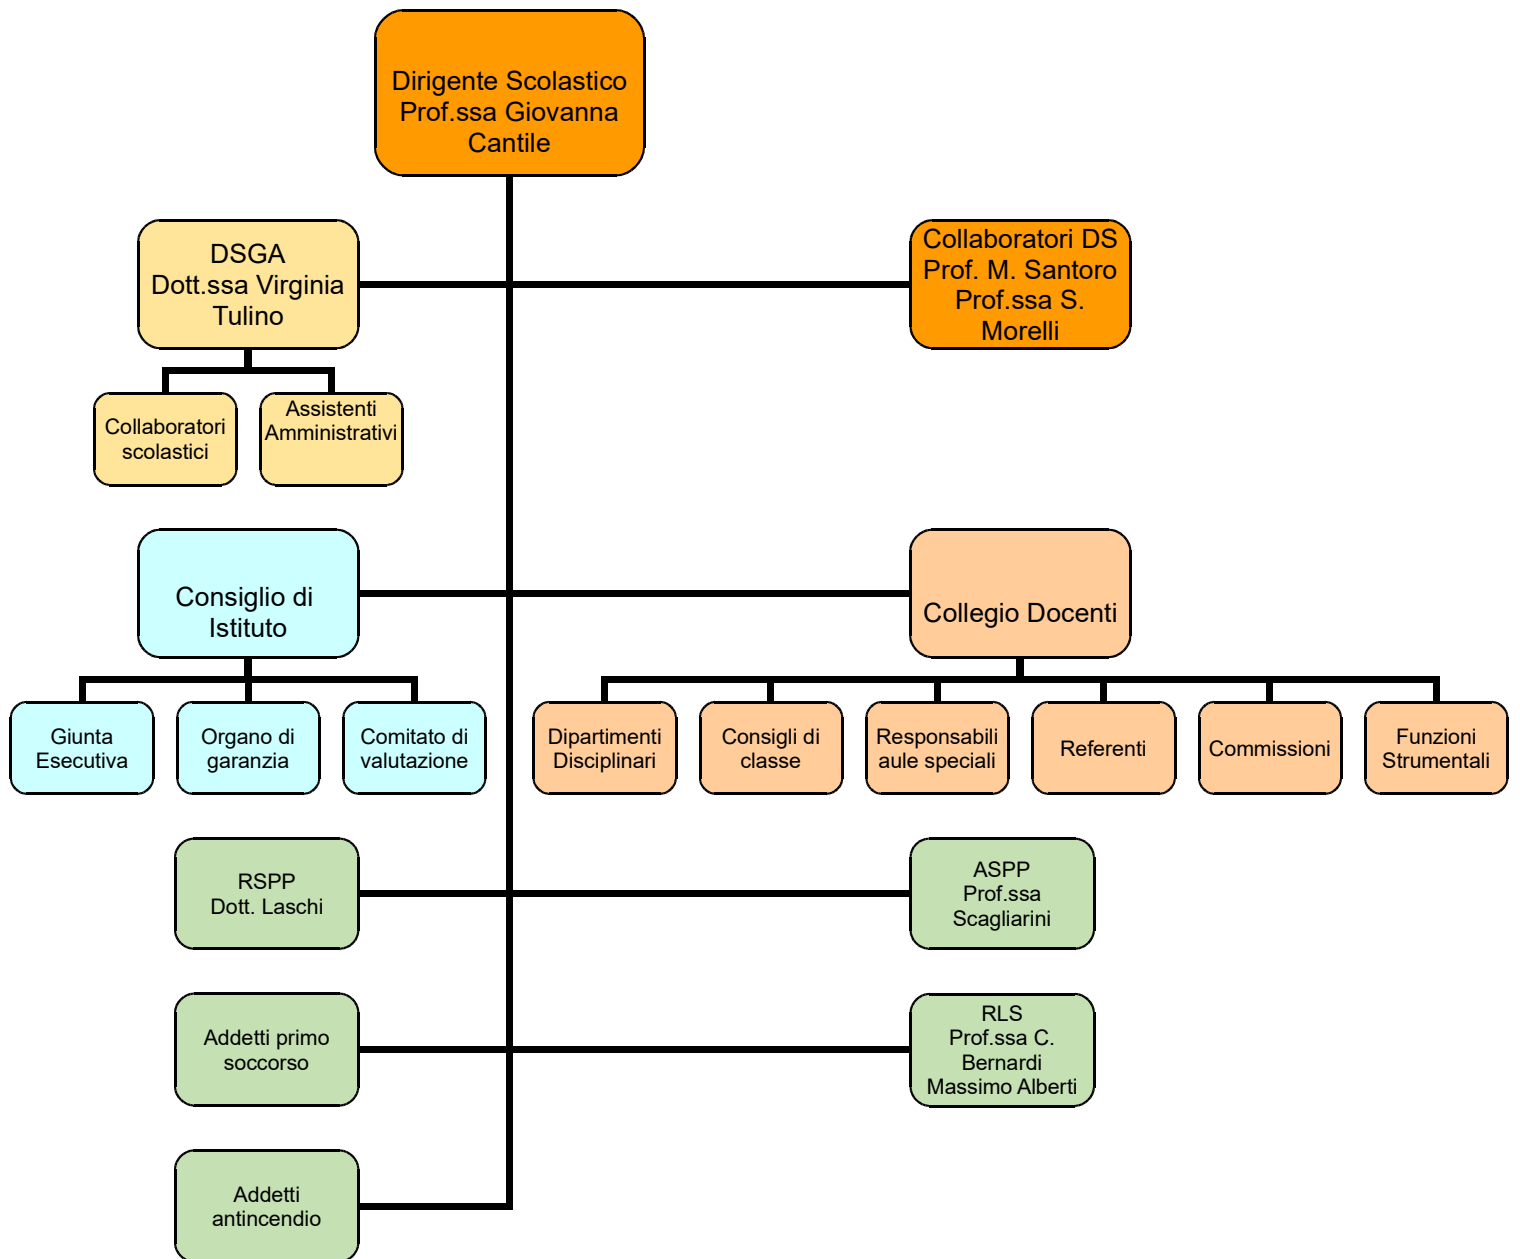 Dirigente Scolastico
Prof.ssa Giovanna
Cantile
DSGA
Dott.ssa Virginia
Tulino
Collaboratori DS
Prof. M. Santoro
Prof.ssa S.
Morelli
Collaboratori
scolastici
Assistenti
Amministrativi
Consiglio di
Istituto
Collegio Docenti
Giunta
Esecutiva
Organo di
garanzia
Comitato di
valutazione
Dipartimenti
Disciplinari
Consigli di
classe
Responsabili
aule speciali
Referenti
Commissioni
Funzioni
Strumentali
RSPP
Dott. Laschi
ASPP
Prof.ssa
Scagliarini
Addetti primo
soccorso
RLS
Prof.ssa C.
Bernardi
Massimo Alberti
Addetti
antincendio